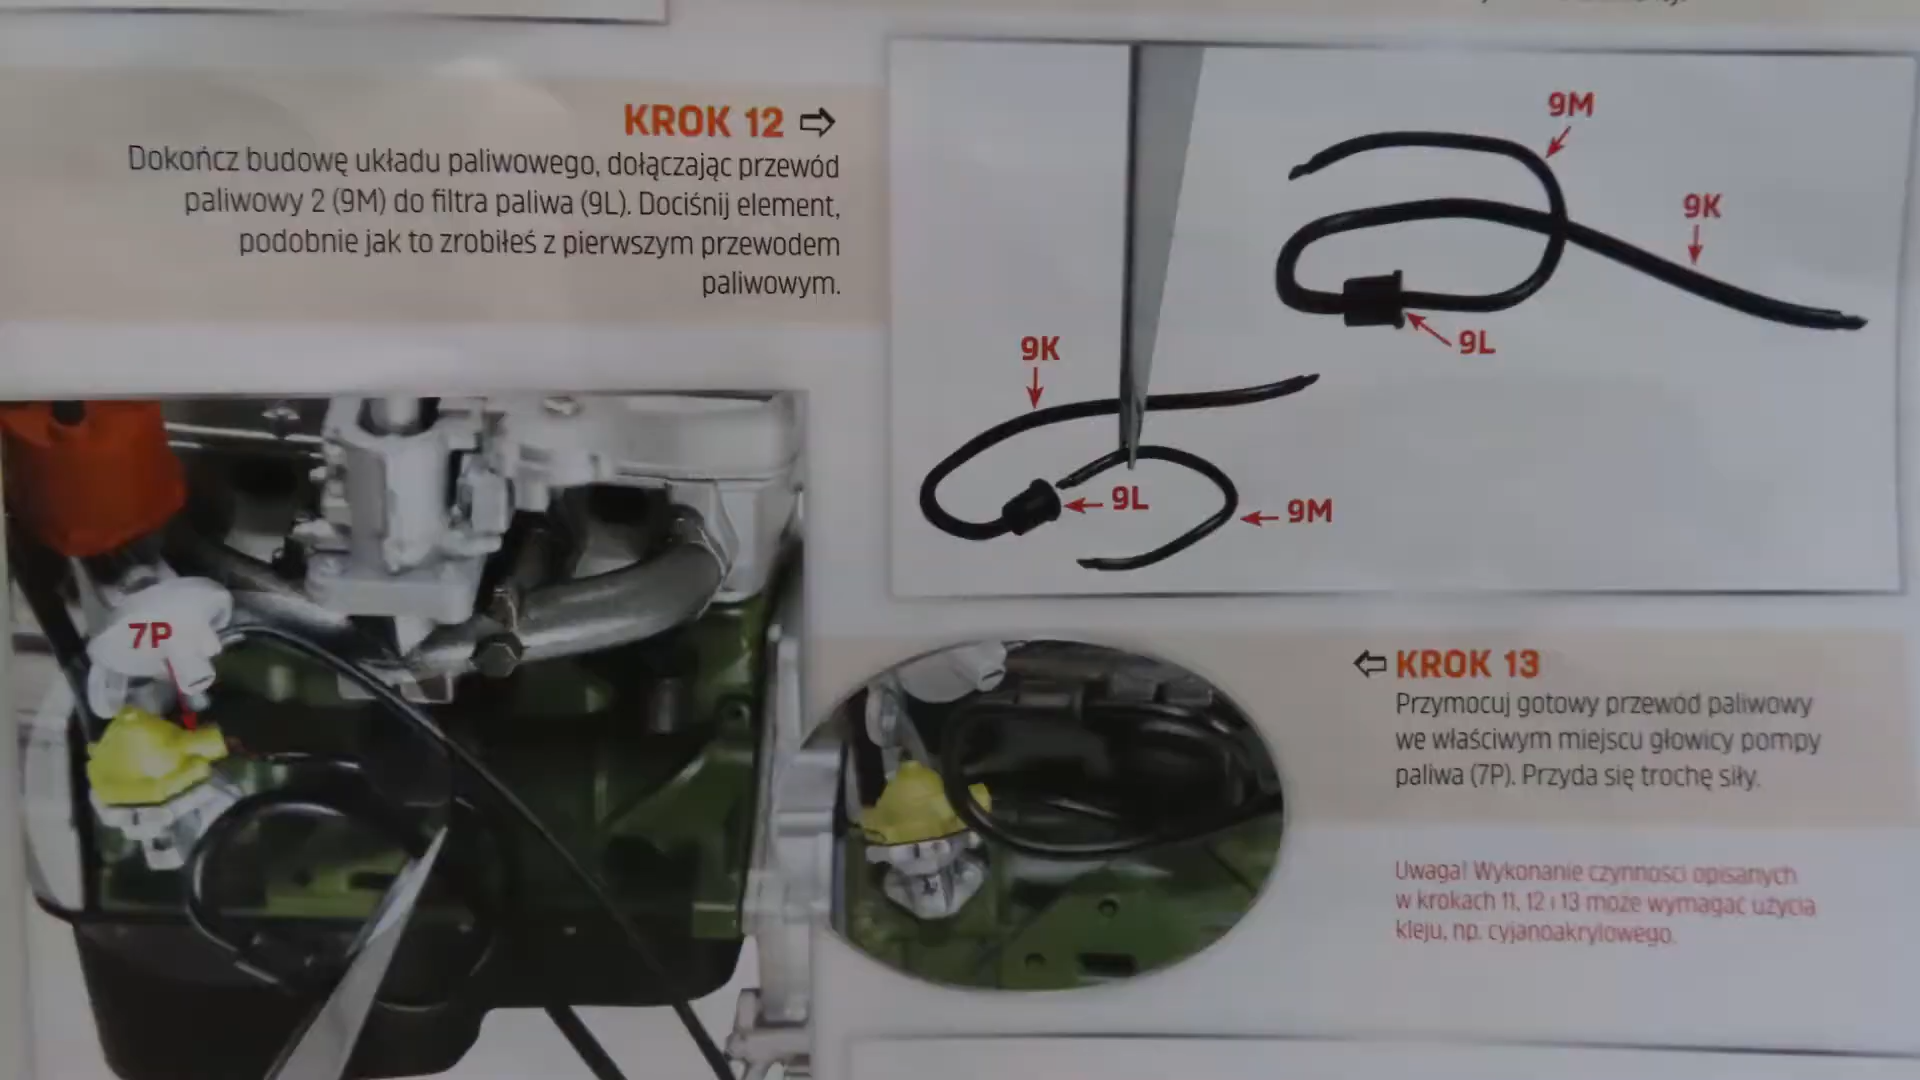 KROK 12
Dokończ budowę układu paliwowego, dołączając przewód
paliwowy 2 (9M) do filtra paliwa (9L). Dociśnij element,
podobnie jak to zrobiłeś z pierwszym przewodem
paliwowym.
9M
9K
9L
9K
9L
9M
7P
KROK 13
Przymocuj gotowy przewód paliwowy
we właściwym miejscu głowicy pompy
paliwa (7P). Przyda się trochę siły.
Uwaga! Wykonanie czynności opisanych
w krokach 11, 12 i 13 może wymagać użycia
kleju, np. cyjanoakrylowego.